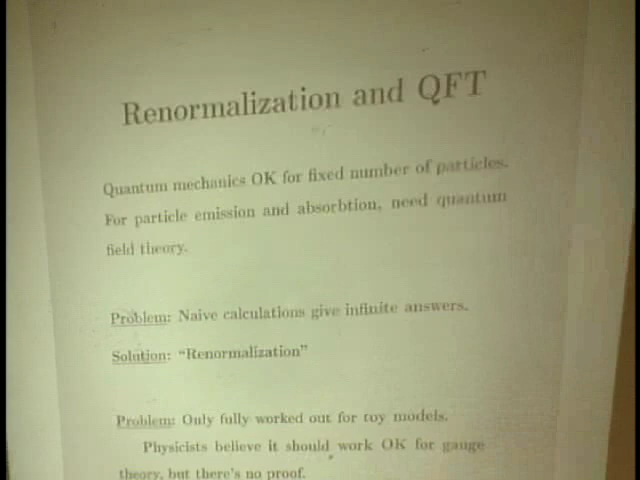 Renormalization and QFT
Quantum mechanics OK for fixed number of particles.
For particle emission and absorbtion, need quantum
field theory.
Problem: Naive calculations give infinite answers.
Solution: "Renormalization"
Problem: Only fully worked out for toy models.
Physicists believe it should work OK for gauge
theory, but there's no proof.